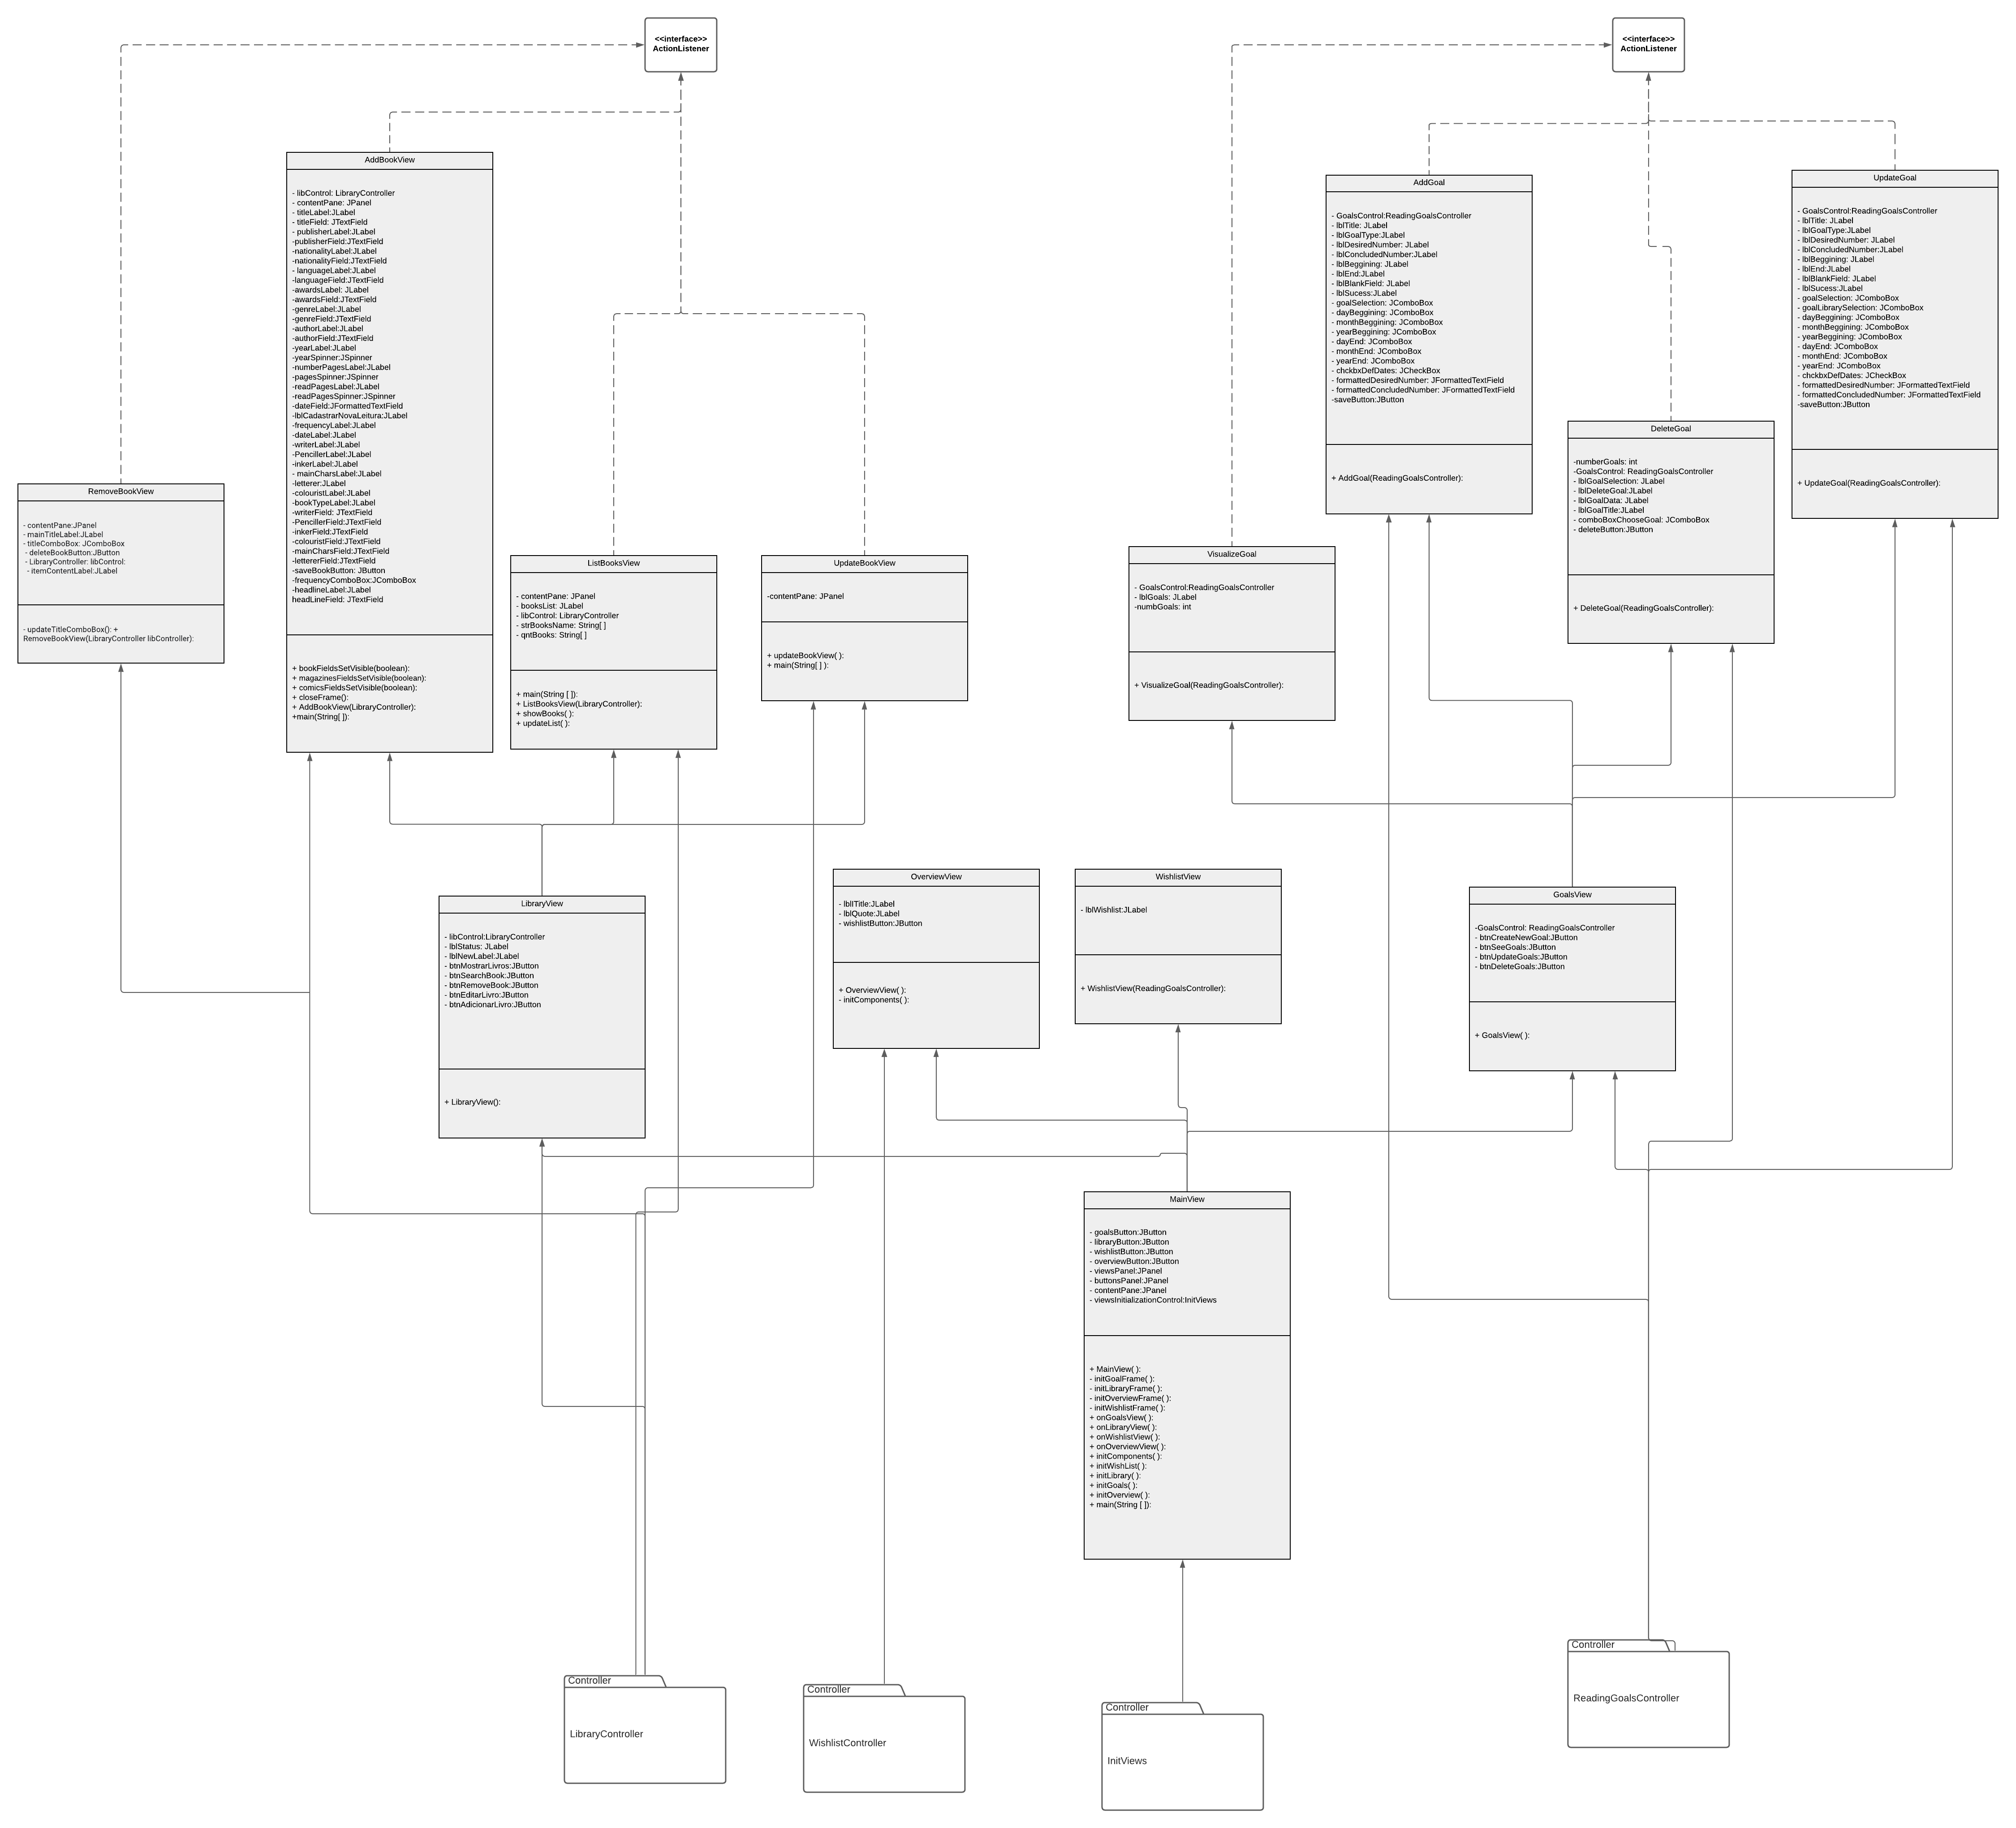 <<interface>>
ActionListener
<<interface>>
ActionListener
AddBookView
- libControl: LibraryController
- contentPane: JPanel
- titleLabel:JLabel
- titleField: JTextField
- publisherLabel:JLabel
-publisherField:JTextField
-nationalityLabel:JLabel
-nationalityField:JTextField
- languageLabel:JLabel
-languageField:JTextField
-awardsLabel: JLabel
-awardsField:JTextField
-genreLabel:JLabel
-genreField:JTextField
-authorLabel:JLabel
-authorField:JTextField
-yearLabel:JLabel
-yearSpinner:JSpinner
-numberPagesLabel:JLabel
-pagesSpinner:JSpinner
-readPagesLabel:JLabel
-readPagesSpinner:JSpinner
-dateField:JFormattedTextField
-lblCadastrarNovaLeitura:JLabel
-frequencyLabel:JLabel
-dateLabel:JLabel
-writerLabel:JLabel
-PencillerLabel:JLabel
-inkerLabel:JLabel
- mainCharsLabel:JLabel
-letterer:JLabel
-colouristLabel:JLabel
-bookTypeLabel:JLabel
-writerField: JTextField
-PencillerField:JTextField
-inkerField:JTextField
-colouristField:JTextField
-mainCharsField:JTextField
-lettererField:JTextField
-saveBookButton: JButton
-frequencyComboBox:JComboBox
-headlineLabel:JLabel
headLineField: JTextField
+ bookFieldsSetVisible(boolean):
+ magazinesFieldsSetVisible(boolean):
+ comicsFieldsSetVisible(boolean):
+ closeFrame():
+ AddBookView(LibraryController);
+main(String[ ]):
AddGoal
- GoalsControl:ReadingGoalsController
- lblTitle: JLabel
- lblGoalType:JLabel
- lblDesiredNumber: JLabel
- lblConcludedNumber:JLabel
- lblBeggining: JLabel
- lblEnd:JLabel
- lblBlankField: JLabel
- lblSucess:JLabel
- goalSelection: JComboBox
- dayBeggining: JComboBox
- monthBeggining: JComboBox
- yearBeggining: JComboBox
- dayEnd: JComboBox
- monthEnd: JComboBox
- yearEnd: JComboBox
- chckbxDefDates: JCheckBox
- formattedDesiredNumber: JFormattedTextField
- formattedConcludedNumber: JFormattedTextField
-saveButton:JButton
+ AddGoal(ReadingGoalsController):
UpdateGoal
- GoalsControl:ReadingGoalsController
- lblTitle: JLabel
- lblGoalType:JLabel
- lblDesiredNumber: JLabel
- lblConcludedNumber:JLabel
- lblBeggining: JLabel
- lblEnd:JLabel
- lblBlankField: JLabel
- lblSucess:JLabel
- goalSelection: JComboBox
- goalLibrarySelection: JComboBox
- dayBeggining: JComboBox
- monthBeggining: JComboBox
- yearBeggining: JComboBox
- dayEnd: JComboBox
- monthEnd: JComboBox
- yearEnd: JComboBox
- chckbxDefDates: JCheckBox
- formattedDesiredNumber: JFormattedTextField
- formattedConcludedNumber: JFormattedTextField
-saveButton:JButton
+ UpdateGoal(ReadingGoalsController):
DeleteGoal
-numberGoals: int
-GoalsControl: ReadingGoalsController
- lblGoalSelection: JLabel
- lblDeleteGoal:JLabel
- lblGoalData: JLabel
- lblGoalTitle:JLabel
- comboBoxChooseGoal: JComboBox
- deleteButton:JButton
+ DeleteGoal(ReadingGoalsController):
RemoveBookView
- contentPane:JPanel
- mainTitleLabel:JLabel
- titleComboBox: JComboBox
- deleteBookButton:JButton
- LibraryController: libControl:
- itemContentLabel:JLabel
- updateTitleComboBox(): +
RemoveBookView(LibraryController libController):
ListBooksView
- contentPane: JPanel
- booksList: JLabel
- libControl: LibraryController
- strBooksName: String[ ]
- qntBooks: String[ ]
+ main(String [ ]):
+ ListBooksView(LibraryController);
+ showBooks( ):
+ updateList( ):
UpdateBookView
-contentPane: JPanel
+ updateBookView( ):
+ main(String[ ] ):
VisualizeGoal
- GoalsControl:ReadingGoalsController
- lblGoals: JLabel
-numbGoals: int
+ VisualizeGoal(ReadingGoalsController):
LibraryView
- libControl:LibraryController
- lblStatus: JLabel
- lblNewLabel:JLabel
- btnMostrarLivros:JButton
- btnSearchBook:JButton
- btnRemoveBook:JButton
- btnEditarLivro:JButton
- btnAdicionarLivro:JButton
+ LibraryView():
OverviewView
- lbllTitle:JLabel
- lblQuote:JLabel
- wishlistButton:JButton
+ OverviewView( ):
- initComponents( ):
WishlistView
- lblWishlist:JLabel
+ WishlistView(ReadingGoalsController):
GoalsView
-GoalsControl: ReadingGoalsController
- btnCreateNewGoal:JButton
- btnSeeGoals:JButton
- btnUpdateGoals:JButton
- btnDeleteGoals:JButton
+ GoalsView( ):
MainView
- goalsButton:JButton
- libraryButton:JButton
- wishlistButton:JButton
- overviewButton:JButton
- viewsPanel:JPanel
- buttonsPanel:JPanel
- contentPane:JPanel
- viewsInitializationControl:InitViews
+ MainView( ):
- initGoalFrame( ):
- initLibraryFrame( ):
- initOverviewFrame( ):
- initWishlistFrame( ):
+ onGoalsView( ):
+ onLibraryView( ):
+ onWishlistView( ):
+ onOverviewView( ):
+ initComponents( ):
+ initWishList( ):
+ initLibrary( ):
+ initGoals( ):
+ initOverview( ):
+ main(String [ ]):
Controller
LibraryController
Controller
WishlistController
Controller
InitViews
Controller
ReadingGoalsController